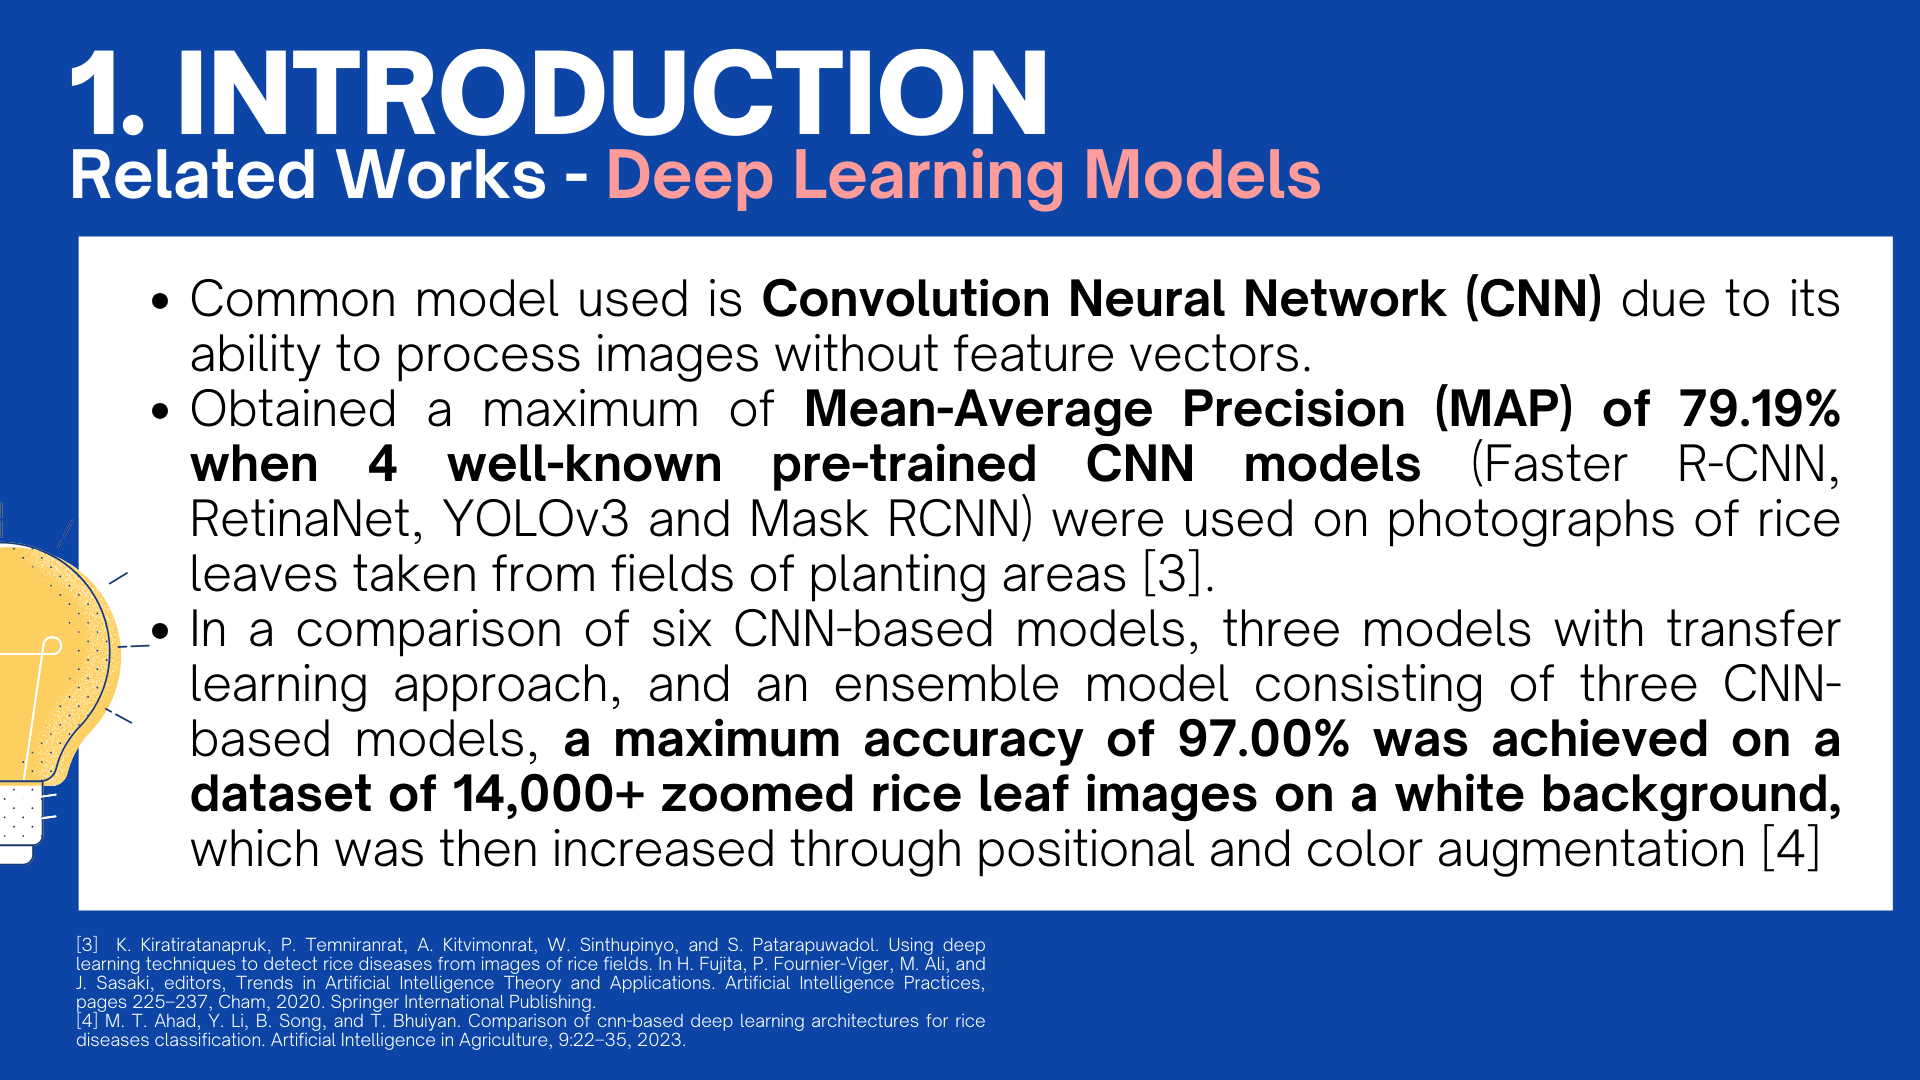 1. INTRODUCTION
Related Works - Deep Learning Models
• Common model used is Convolution Neural Network (CNN) due to its
ability to process images without feature vectors.
• Obtained a maximum of Mean-Average Precision (MAP) of 79.19%
when 4 well-known pre-trained CNN models (Faster R-CNN,
RetinaNet, YOLOv3 and Mask RCNN) were used on photographs of rice
leaves taken from fields of planting areas [3].
• In a comparison of six CNN-based models, three models with transfer
learning approach, and an ensemble model consisting of three CNN-
based models, a maximum accuracy of 97.00% was achieved on a
dataset of 14,000+ zoomed rice leaf images on a white background,
which was then increased through positional and color augmentation [4]
[3] K. Kiratiratanapruk, P. Temniranrat, A. Kitvimonrat, W. Sinthupinyo, and S. Patarapuwadol. Using deep
learning techniques to detect rice diseases from images of rice fields. In H. Fujita, P. Fournier-Viger, M. Ali, and
J. Sasaki, editors, Trends in Artificial Intelligence Theory and Applications. Artificial Intelligence Practices,
pages 225–237, Cham, 2020. Springer International Publishing.
[4] M. T. Ahad, Y. Li, B. Song, and T. Bhuiyan. Comparison of cnn-based deep learning architectures for rice
diseases classification. Artificial Intelligence in Agriculture, 9:22–35, 2023.